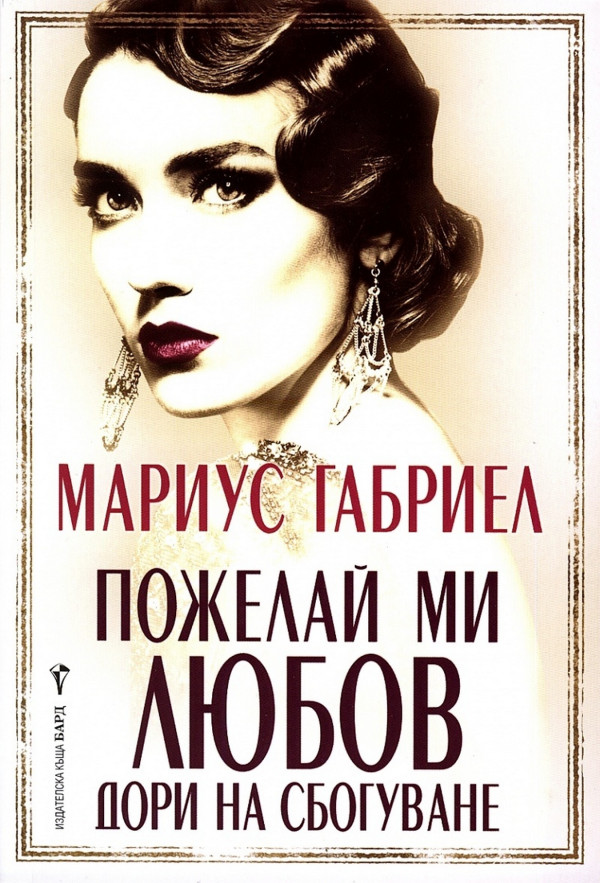 МАРИУС ГАБРИЕЛ
ПОЖЕЛАЙ МИ
ЛЮБОВ
ДОРИ НА СБОГУВАНЕ
ИЗДАТЕЛСКА КЪЩА БАРД